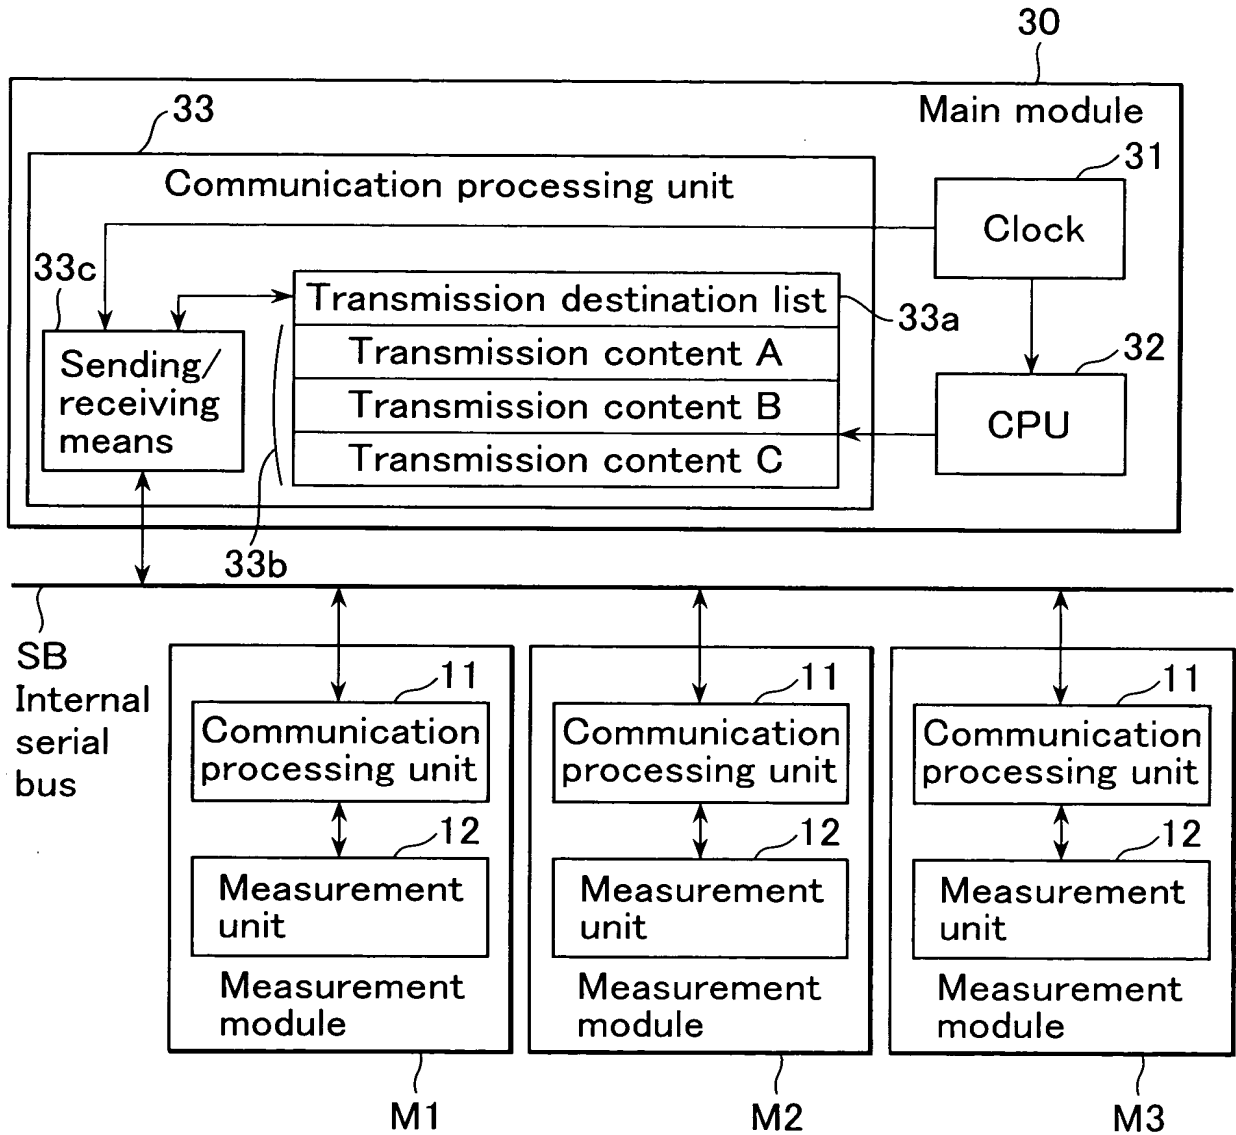 30
Main module
33
Communication processing unit
31
Clock
33c
Transmission destination list
33a
Sending/
receiving
means
Transmission content A
Transmission content B
Transmission content C
32
CPU
33b
SB
Internal
serial
bus
11
Communication
processing unit
12
Measurement
unit
Measurement
module
M1
11
Communication
processing unit
12
Measurement
unit
Measurement
module
M2
11
Communication
processing unit
12
Measurement
unit
Measurement
module
M3